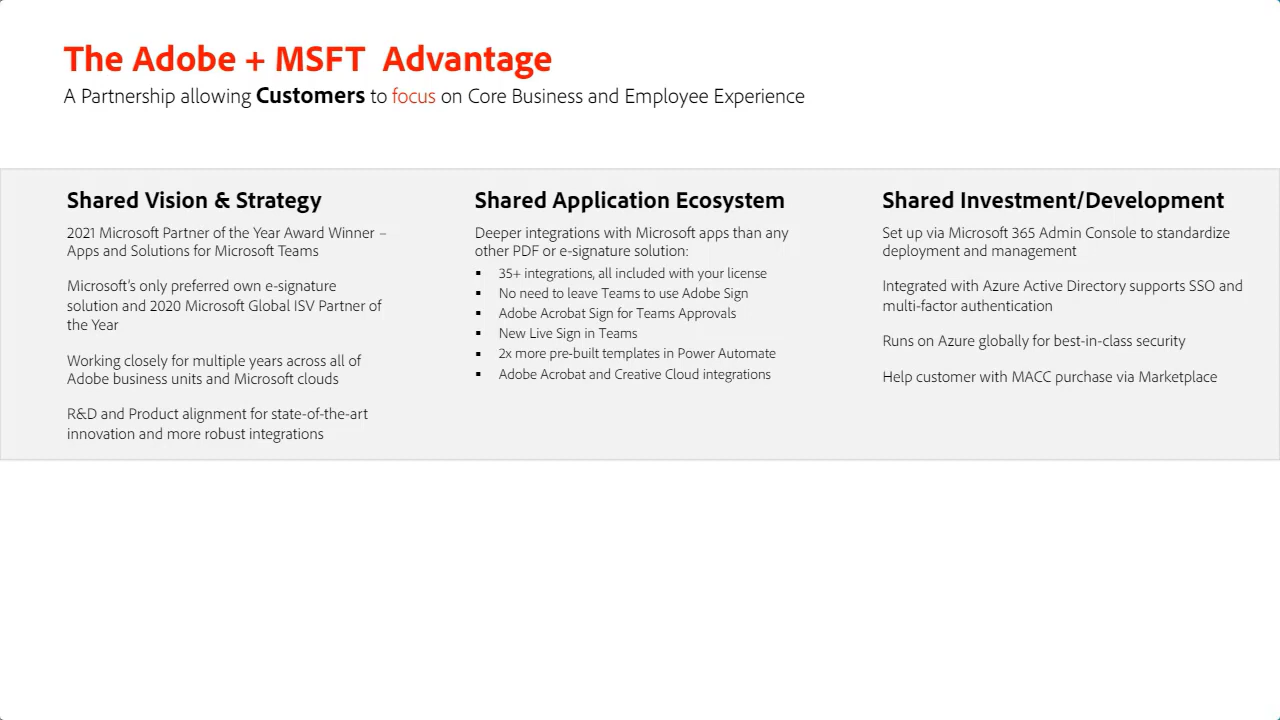 The Adobe + MSFT  Advantage
A Partnership allowing Customers to focus on Core Business and Employee Experience
Shared Vision & Strategy
2021 Microsoft Partner of the Year Award Winner –
Apps and Solutions for Microsoft Teams
Microsoft's only preferred own e-signature
solution and 2020 Microsoft Global ISV Partner of
the Year
Working closely for multiple years across all of
Adobe business units and Microsoft clouds
R&D and Product alignment for state-of-the-art
innovation and more robust integrations
Shared Application Ecosystem
Deeper integrations with Microsoft apps than any
other PDF or e-signature solution:
▪ 35+ integrations, all included with your license
▪ No need to leave Teams to use Adobe Sign
▪ Adobe Acrobat Sign for Teams Approvals
▪ New Live Sign in Teams
▪ 2x more pre-built templates in Power Automate
▪ Adobe Acrobat and Creative Cloud integrations
Shared Investment/Development
Set up via Microsoft 365 Admin Console to standardize
deployment and management
Integrated with Azure Active Directory supports SSO and
multi-factor authentication
Runs on Azure globally for best-in-class security
Help customer with MACC purchase via Marketplace